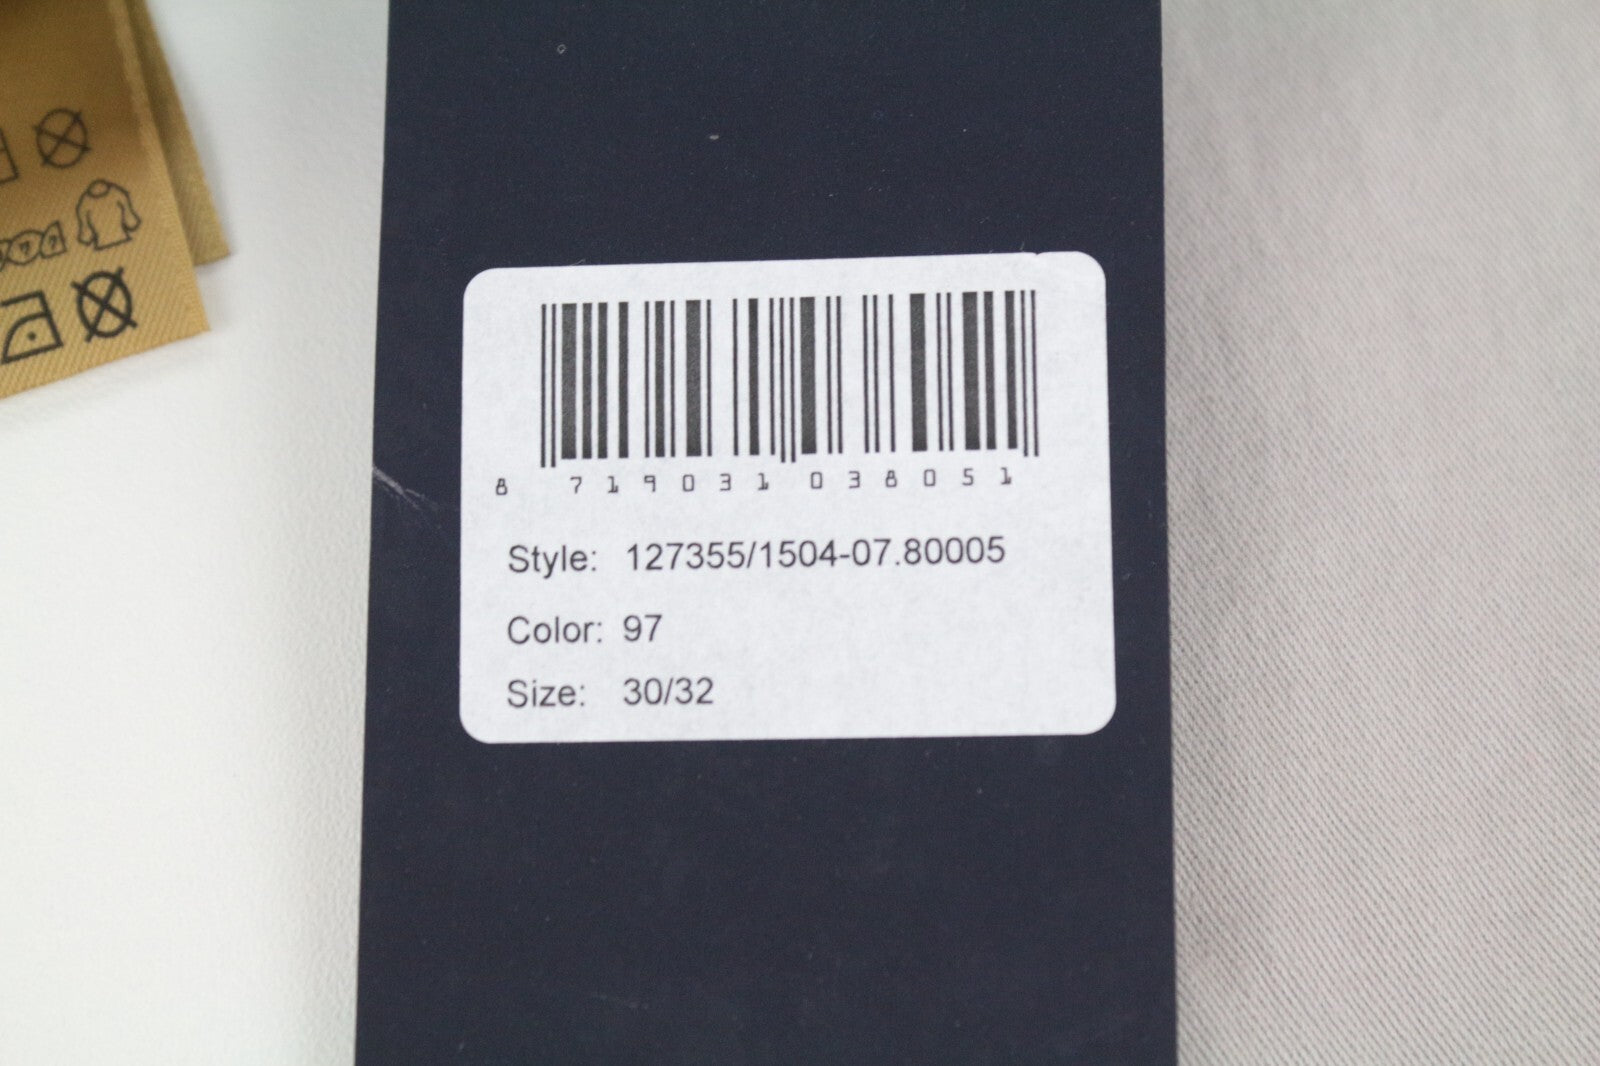 8 719031 038051
Style: 127355/1504-07.80005
Color: 97
Size: 30/32